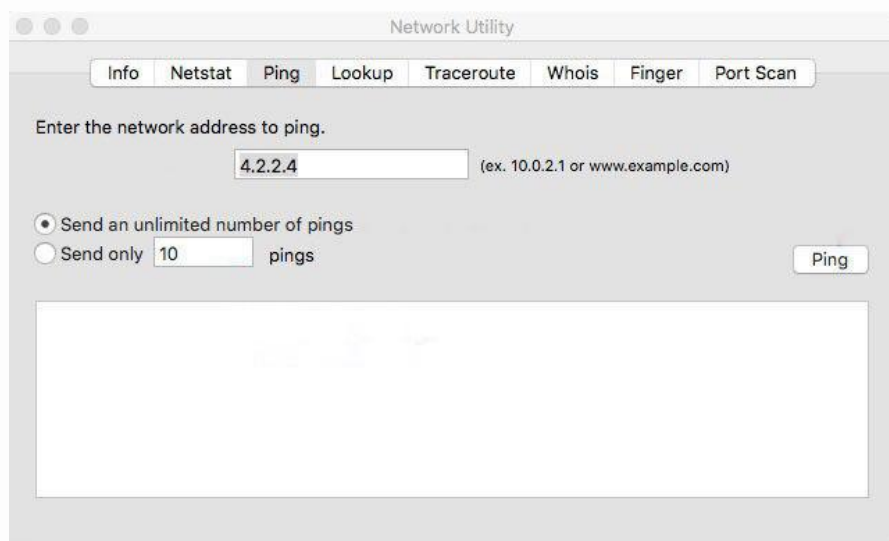 Network Utility
Info Netstat Ping Lookup Traceroute Whois Finger Port Scan
Enter the network address to ping.
4.2.2.4 (ex. 10.0.2.1 or www.example.com)
Send an unlimited number of pings
Send only 10 pings
Ping